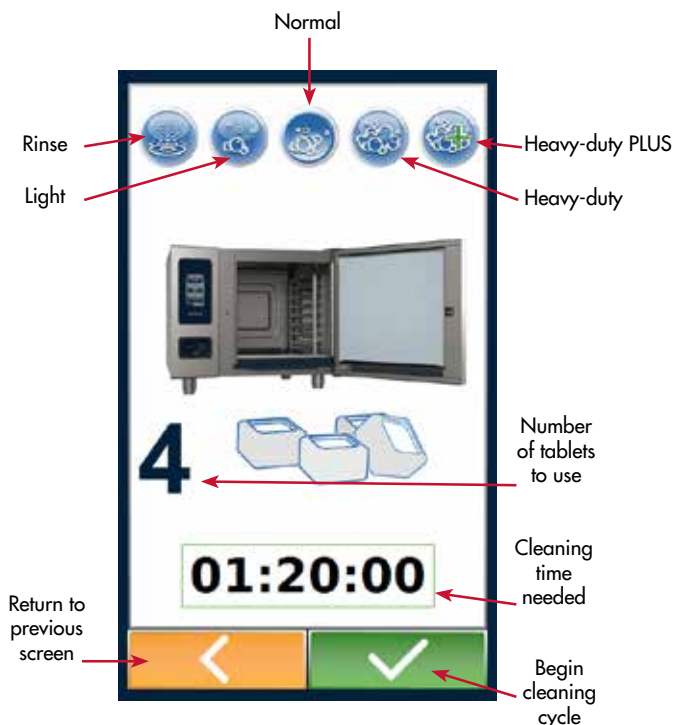 Normal
Rinse
Heavy-duty PLUS
Light
Heavy-duty
4
Number
of tablets
to use
01:20:00
Cleaning
time
needed
Return to
previous
screen
Begin
cleaning
cycle